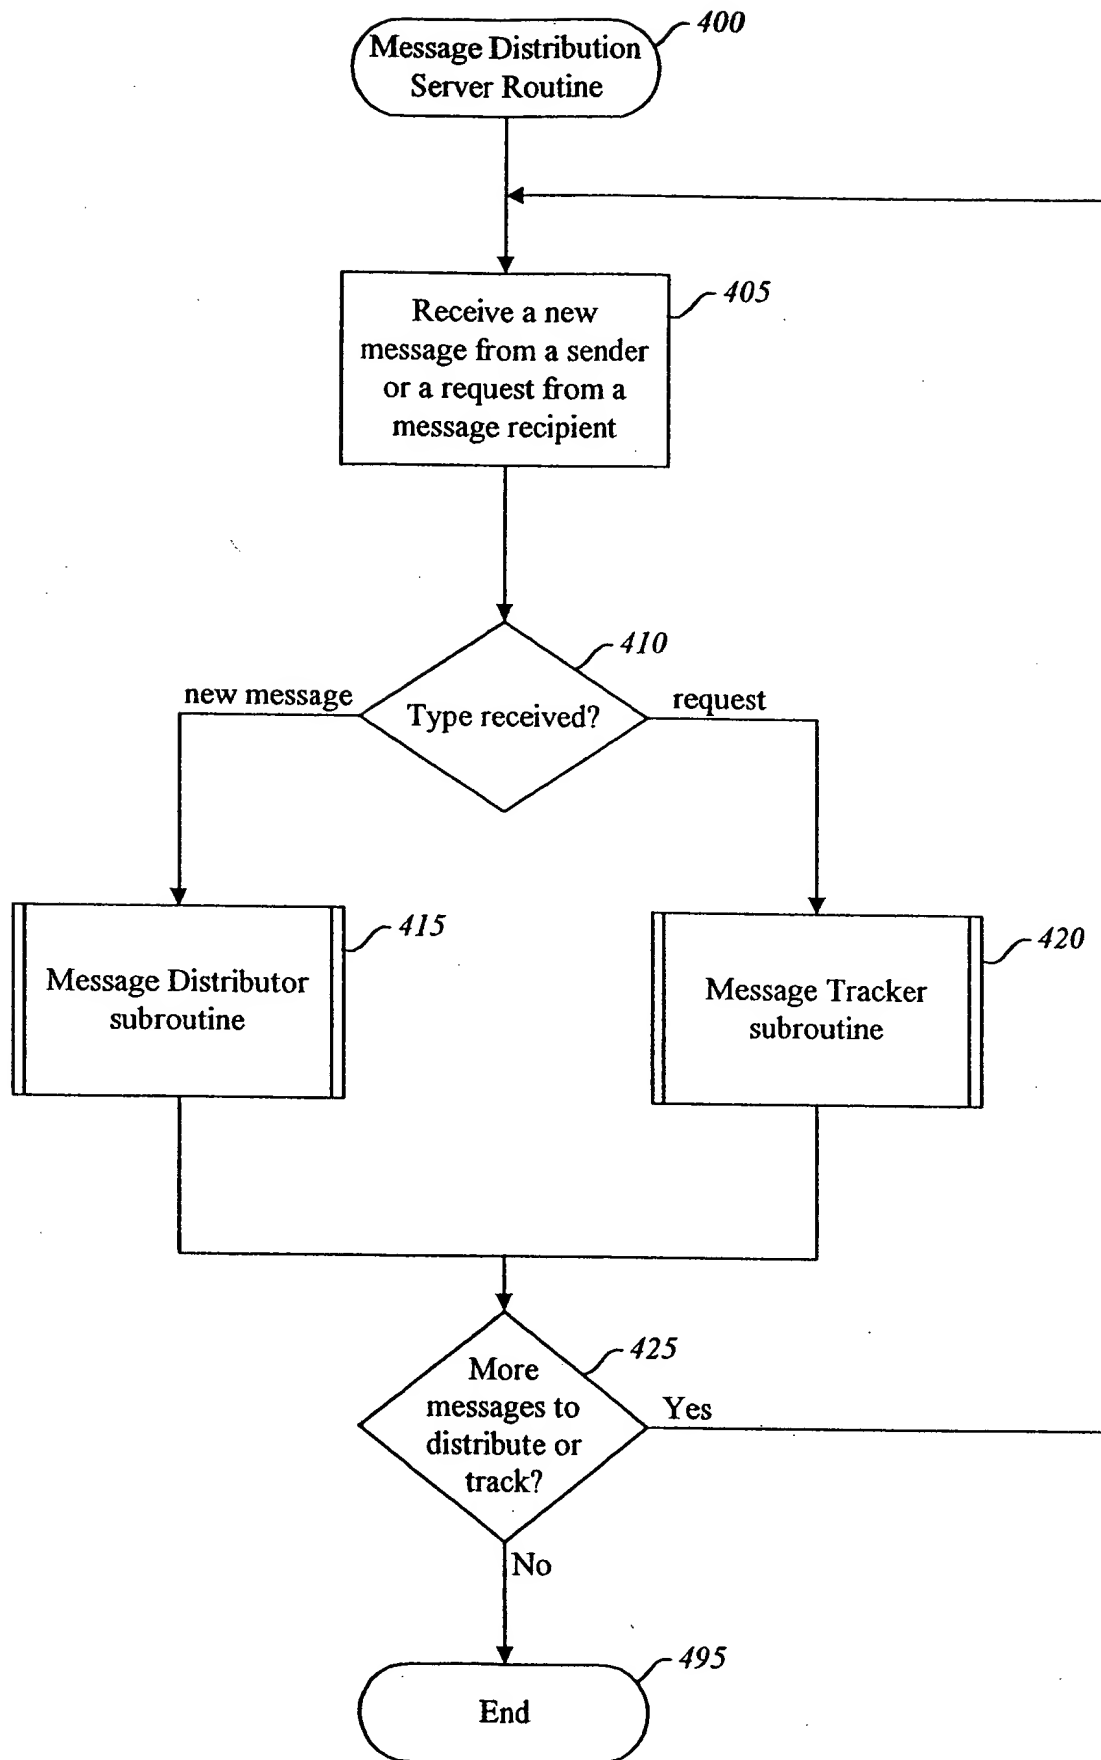 400
Message Distribution
Server Routine
405
Receive a new
message from a sender
or a request from a
message recipient
410
new message
Type received?
request
415
Message Distributor
subroutine
420
Message Tracker
subroutine
425
More
messages to
distribute or
track?
Yes
No
495
End